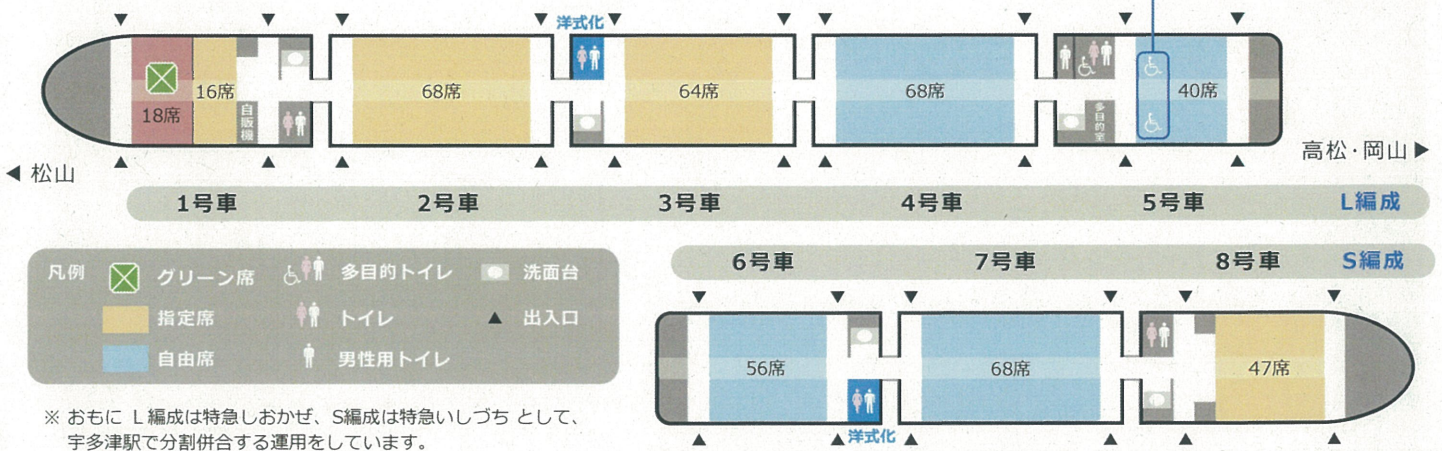 洋式化
18席
16席
自販機
68席
64席
68席
多目的室
40席
◀ 松山
高松・岡山 ▶
1号車
2号車
3号車
4号車
5号車
L編成
凡例
グリーン席
多目的トイレ
洗面台
指定席
トイレ
▲ 出入口
自由席
男性用トイレ
6号車
7号車
8号車
S編成
56席
68席
47席
洋式化
※ おもに L編成は特急しおかぜ、S編成は特急いしづち として、
宇多津駅で分割併合する運用をしています。